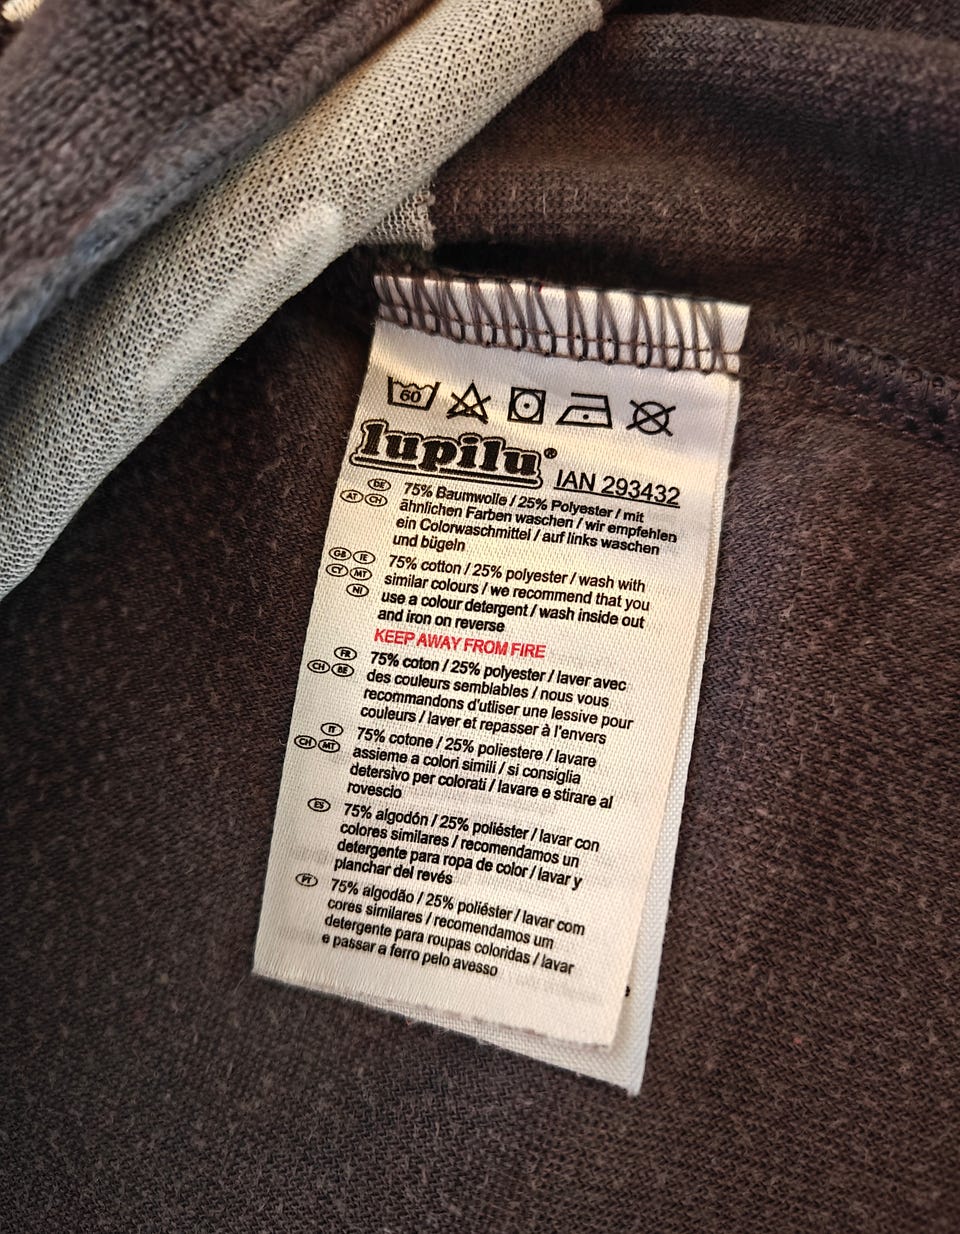 60
lupilu®
IAN 293432
DE
AT CH
75% Baumwolle / 25% Polyester / mit
ähnlichen Farben waschen / wir empfehlen
ein Colorwaschmittel / auf links waschen
und bügeln
GB IE
CY MT
NI
75% cotton / 25% polyester / wash with
similar colours / we recommend that you
use a colour detergent / wash inside out
and iron on reverse
KEEP AWAY FROM FIRE
FR
CH BE
75% coton / 25% polyester / laver avec
des couleurs semblables / nous vous
recommandons d'utliser une lessive pour
couleurs / laver et repasser à l'envers
IT
CH MT
75% cotone / 25% poliestere / lavare
assieme a colori simili / si consiglia
detersivo per colorati / lavare e stirare al
rovescio
ES
75% algodón / 25% poliéster / lavar con
colores similares / recomendamos un
detergente para ropa de color / lavar y
planchar del revés
PT
75% algodão / 25% poliéster / lavar com
cores similares / recomendamos um
detergente para roupas coloridas / lavar
e passar a ferro pelo avesso